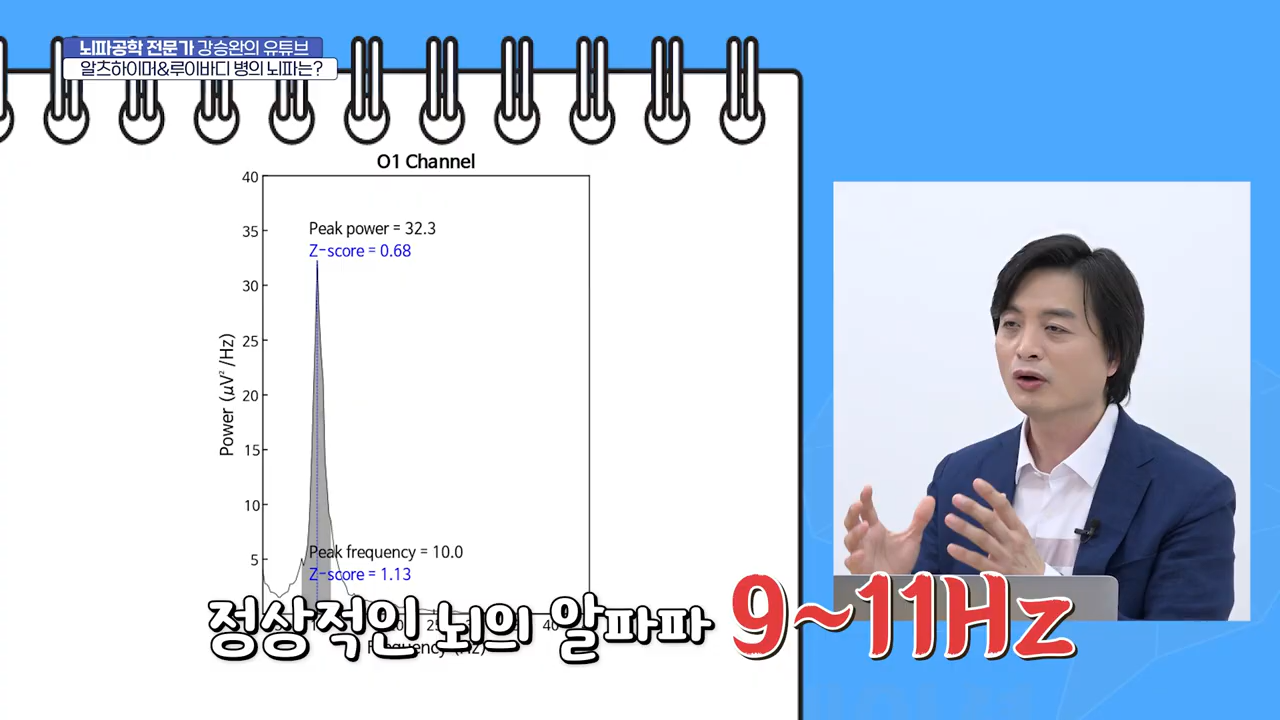 뇌파공학 전문가 강승완의 유튜브
알츠하이머&루이바디 병의 뇌파는?
O1 Channel
40
35
30
25
20
15
10
5
Power (μV²/Hz)
Peak power = 32.3
Z-score = 0.68
Peak frequency = 10.0
Z-score = 1.13
40
정상적인 뇌의 알파파 9~11Hz